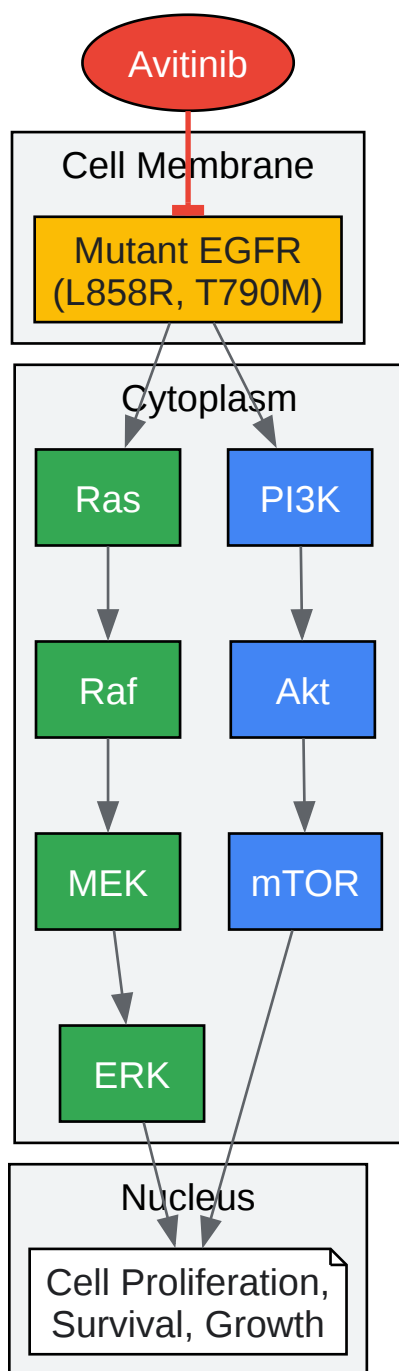 Avitinib
Cell Membrane
Mutant EGFR
(L858R, T790M)
Cytoplasm
Ras
PI3K
Raf
Akt
MEK
mTOR
ERK
Nucleus
Cell Proliferation,
Survival, Growth